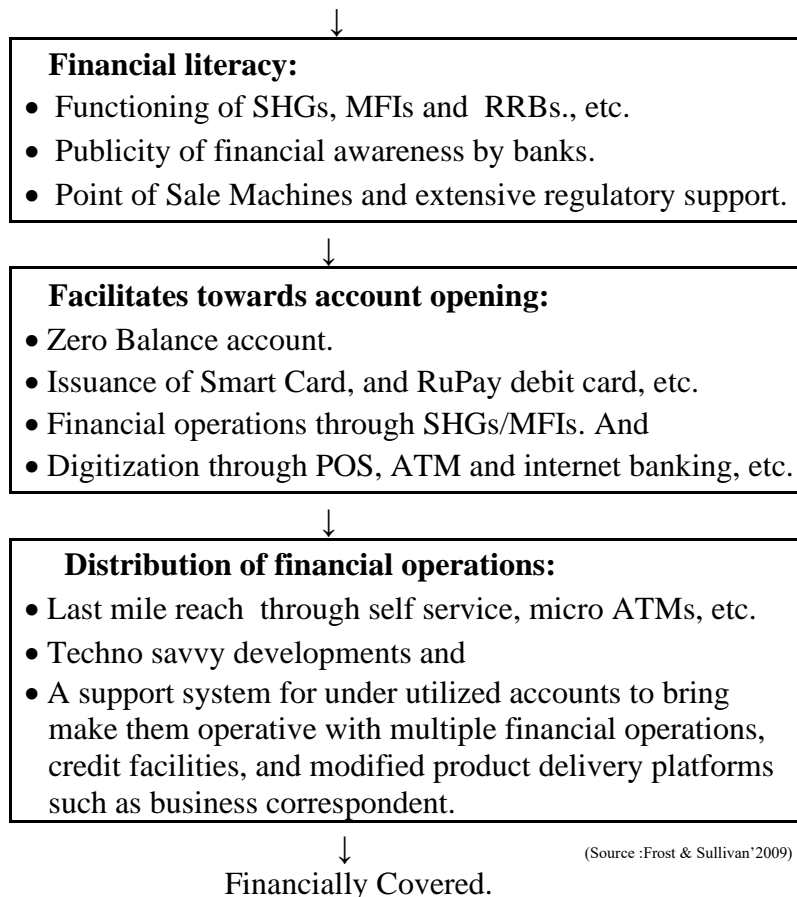 ↓
Financial literacy:
• Functioning of SHGs, MFIs and RRBs., etc.
• Publicity of financial awareness by banks.
• Point of Sale Machines and extensive regulatory support.
↓
Facilitates towards account opening:
• Zero Balance account.
• Issuance of Smart Card, and RuPay debit card, etc.
• Financial operations through SHGs/MFIs. And
• Digitization through POS, ATM and internet banking, etc.
↓
Distribution of financial operations:
• Last mile reach through self service, micro ATMs, etc.
• Techno savvy developments and
• A support system for under utilized accounts to bring
make them operative with multiple financial operations,
credit facilities, and modified product delivery platforms
such as business correspondent.
↓
(Source :Frost & Sullivan’2009)
Financially Covered.